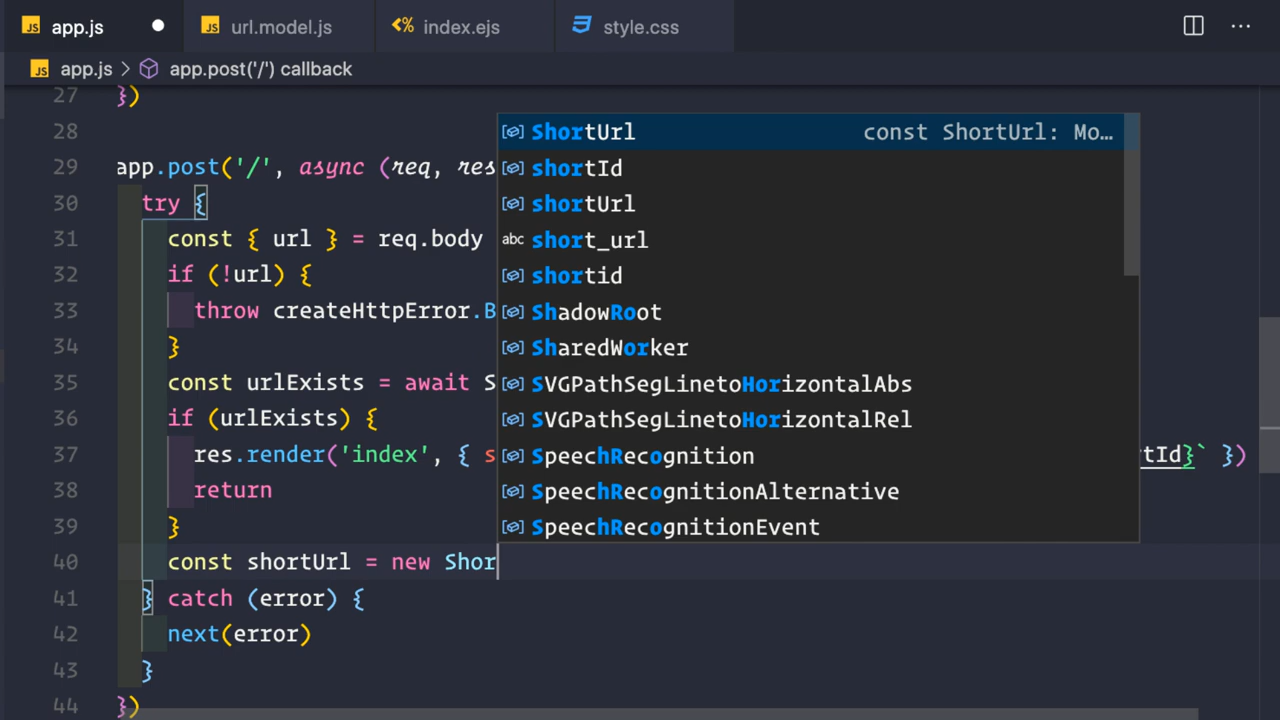 JS app.js JS url.model.js <% index.ejs style.css ...
JS app.js > app.post('/') callback
27 })
28
29 app.post('/', async (req, res
30 try {
31 const { url } = req.body
32 if (!url) {
33 throw createHttpError.B
34 }
35 const urlExists = await S
36 if (urlExists) {
37 res.render('index', { s tId}` })
38 return
39 }
40 const shortUrl = new Shor
41 } catch (error) {
42 next(error)
43 }
44 })
ShortUrl const ShortUrl: Mo…
shortId
shortUrl
abc short_url
shortid
ShadowRoot
SharedWorker
SVGPathSegLinetoHorizontalAbs
SVGPathSegLinetoHorizontalRel
SpeechRecognition
SpeechRecognitionAlternative
SpeechRecognitionEvent